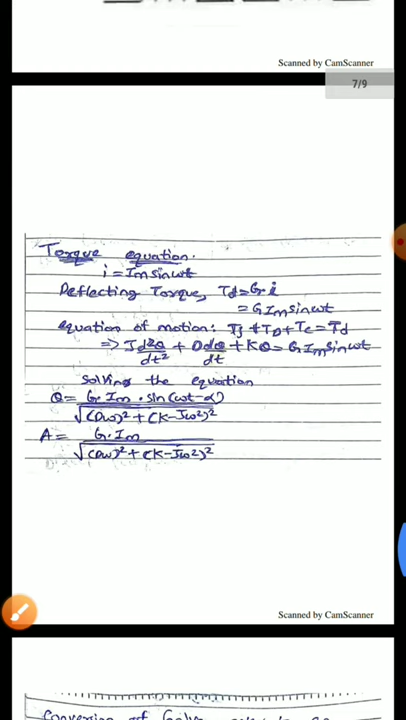 Scanned by CamScanner
7/9
Torque equation.
i = Im sinωt
Deflecting Torque, Td = G.i
= G Im sinωt
equation of motion: Tj + TD + Tc = Td
=> J d²θ/dt² + D dθ/dt + Kθ = G Im sinωt
Solving the equation
θ = G. Im . sin(ωt-α) / √(Dω)² + (K-Jω²)²
A = G. Im / √(Dω)² + (K-Jω²)²
Scanned by CamScanner